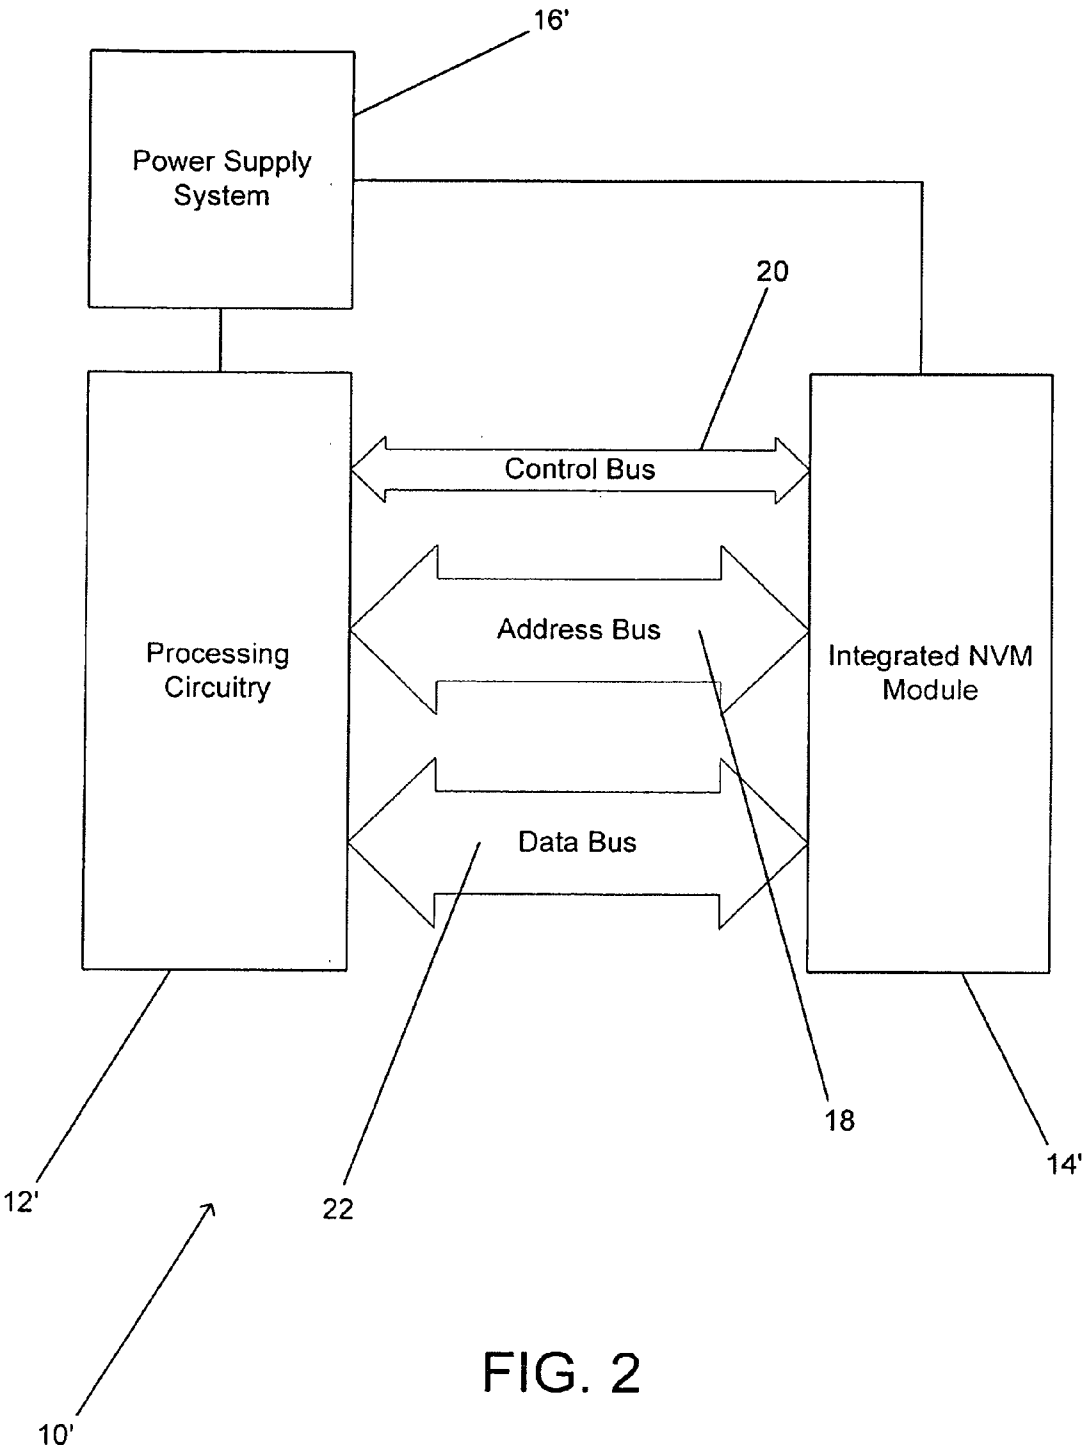 16'
Power Supply
System
20
Control Bus
Address Bus
Processing
Circuitry
Integrated NVM
Module
Data Bus
18
14'
12'
22
FIG. 2
10'